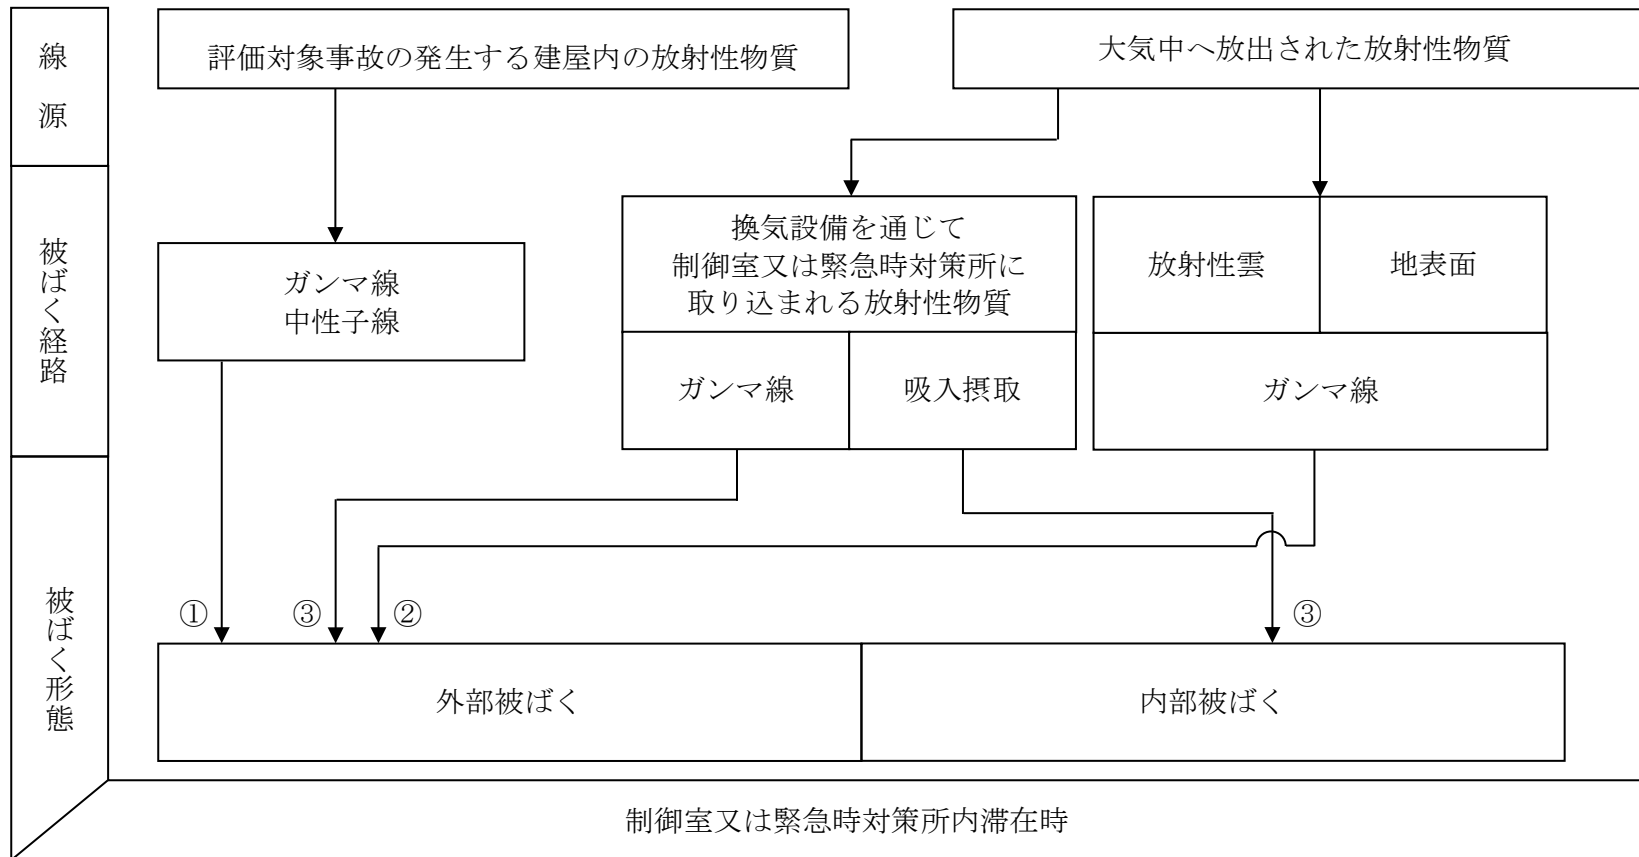 線源
評価対象事故の発生する建屋内の放射性物質
大気中へ放出された放射性物質
被ばく経路
ガンマ線
中性子線
換気設備を通じて
制御室又は緊急時対策所に
取り込まれる放射性物質
ガンマ線
吸入摂取
放射性雲
地表面
ガンマ線
被ばく形態
①
③
②
③
外部被ばく
内部被ばく
制御室又は緊急時対策所内滞在時